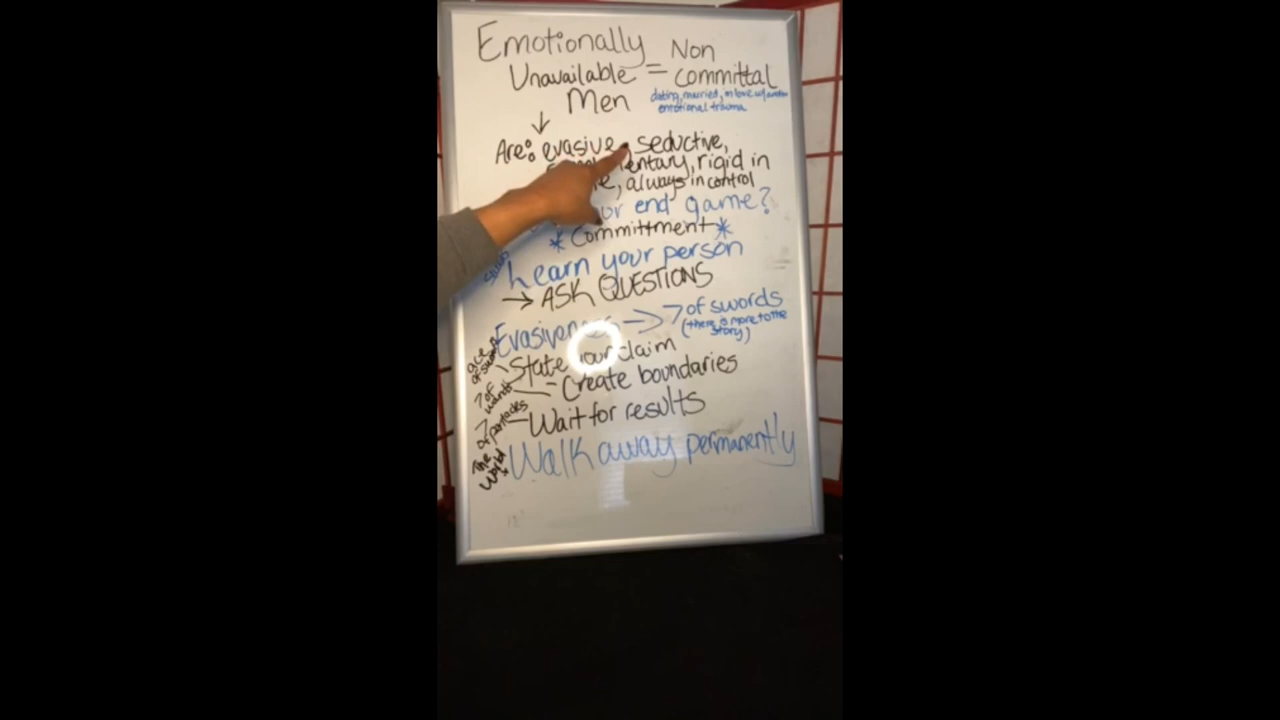 Emotionally
Unavailable = Non committal
Men
dating, married, in love w/
emotional trauma
Are: evasive, seductive,
rigid in
always in control
end game?
*Committment*
Learn your person
→ ASK QUESTIONS
7 of swords
(there is more to the story)
ace of swords
State your claim
7 of wands
- Create boundaries
7 of pentacles
- Wait for results
The World
Walk away permanently